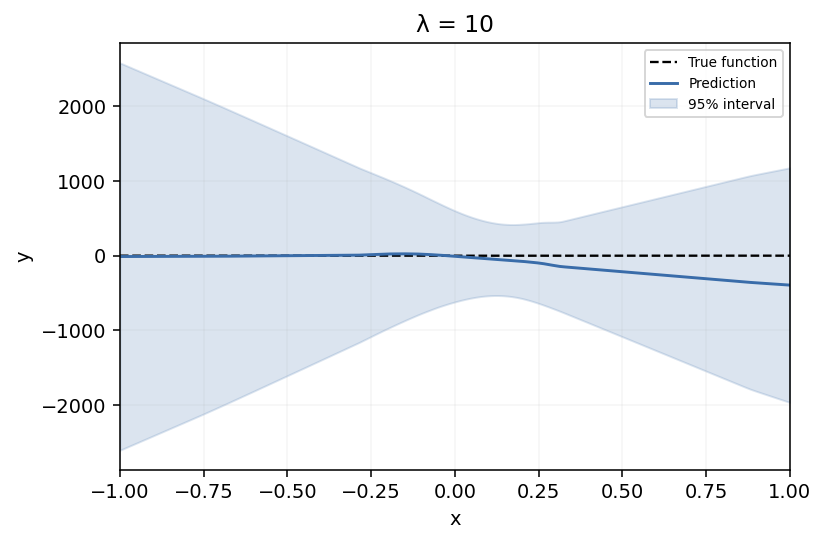 λ = 10
True function
Prediction
95% interval
y
2000
1000
0
−1000
−2000
−1.00 −0.75 −0.50 −0.25 0.00 0.25 0.50 0.75 1.00
x